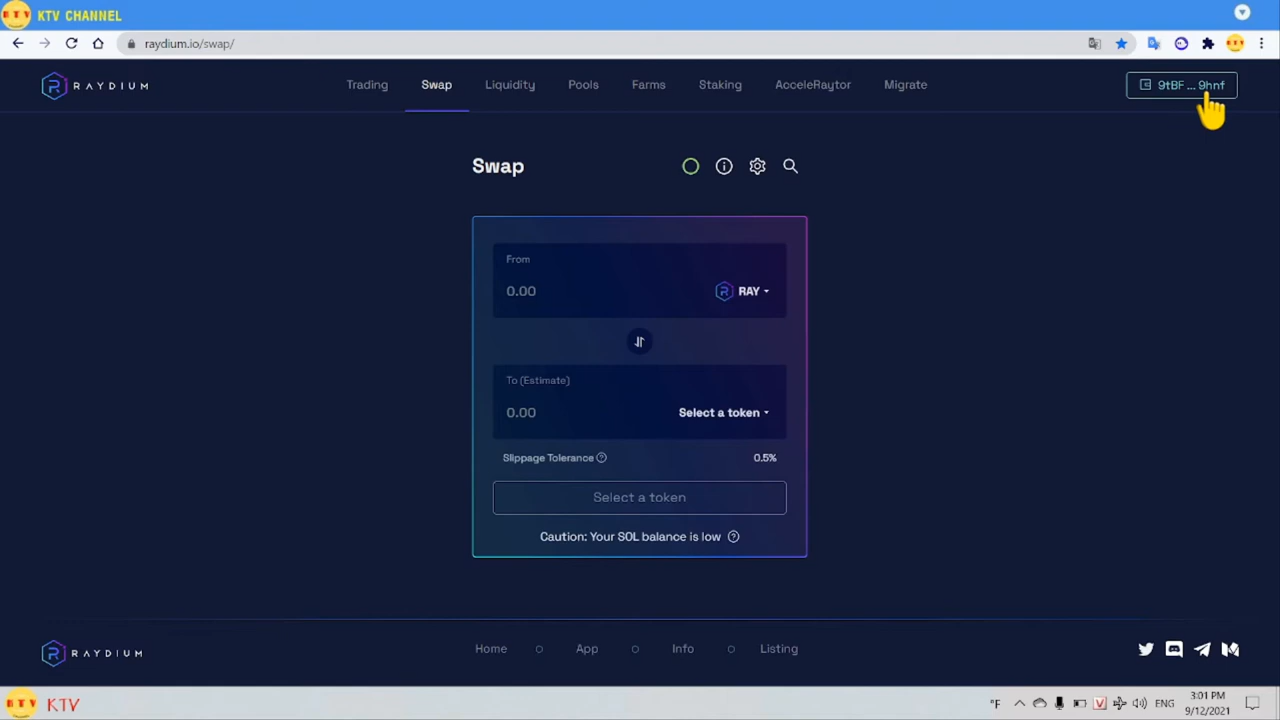 KTV CHANNEL
raydium.io/swap/
RAYDIUM
Trading
Swap
Liquidity
Pools
Farms
Staking
AcceleRaytor
Migrate
9tBF ... 9hnf
Swap
From
0.00
RAY
To (Estimate)
0.00
Select a token
Slippage Tolerance
0.5%
Select a token
Caution: Your SOL balance is low
RAYDIUM
Home
App
Info
Listing
KTV
°F
V
ENG
3:01 PM
9/12/2021